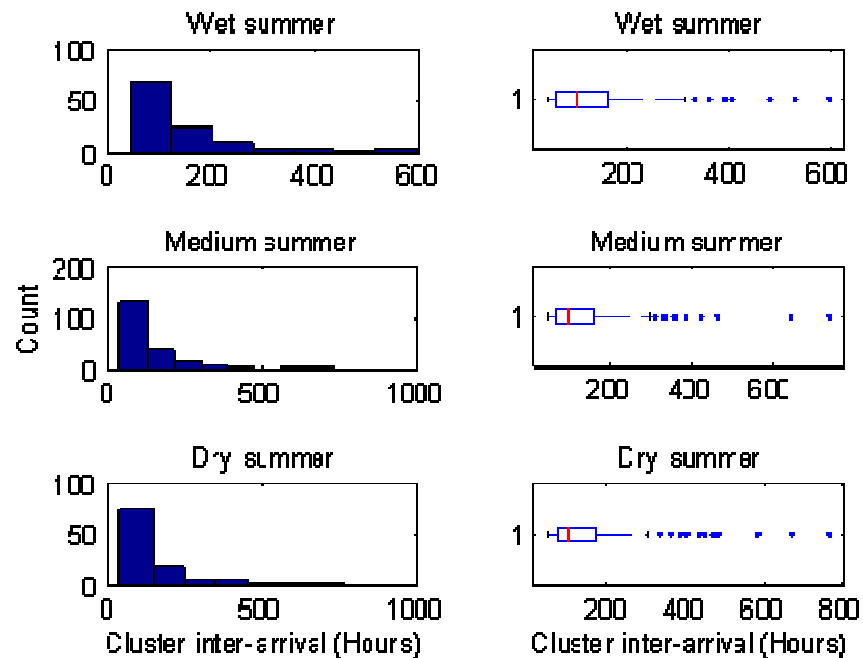 Wet summer
100
50
0
0 200 400 600
Wet summer
1
200 400 600
Medium summer
Count
200
100
0
0 500 1000
Medium summer
1
200 400 600
Dry summer
100
50
0
0 500 1000
Cluster inter-arrival (Hours)
Dry summer
1
200 400 600 800
Cluster inter-arrival (Hours)